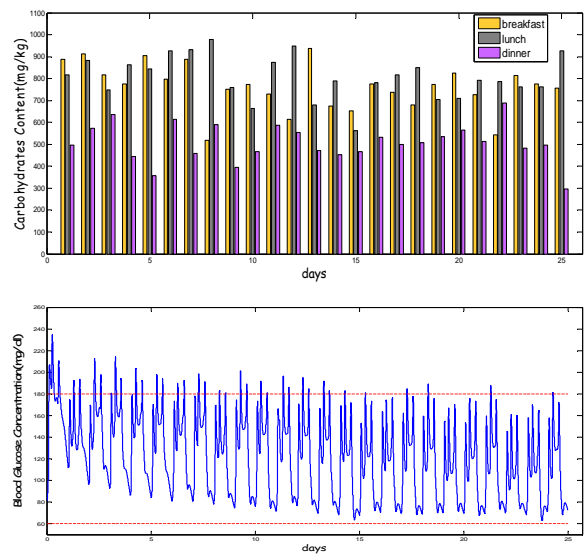 Carbohydrates Content(mg/kg)
1100
1000
900
800
700
600
500
400
300
200
100
0
breakfast
lunch
dinner
0 5 10 15 20 25
days
Blood Glucose Concentration(mg/dl)
260
240
220
200
180
160
140
120
100
80
60
0 5 10 15 20 25
days